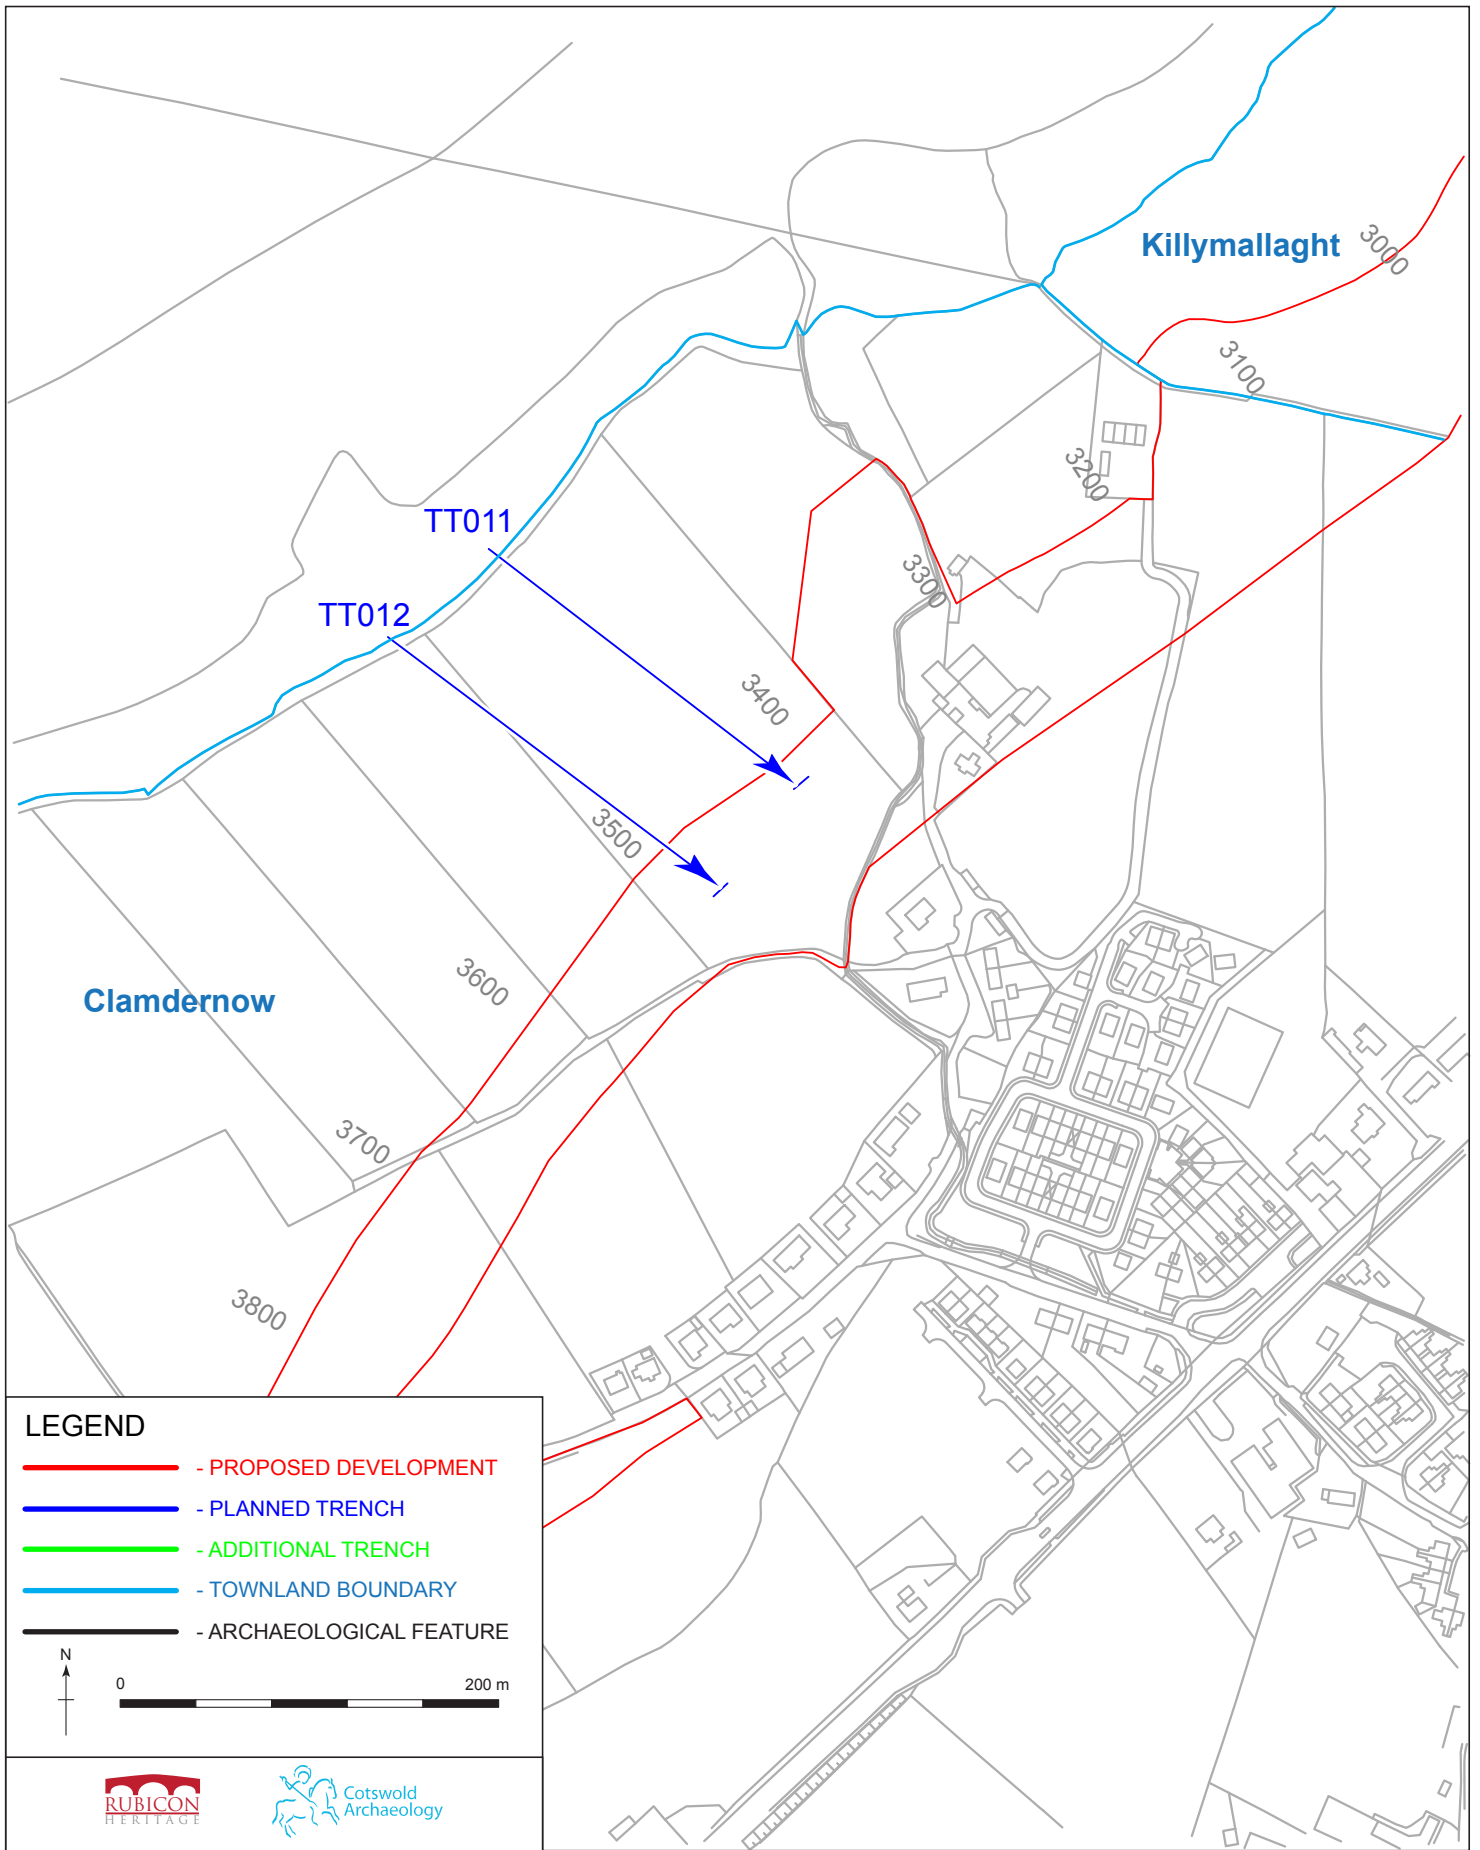 Killymallaght
3000
3100
3200
3300
TT011
TT012
3400
3500
3600
Clamdernow
3700
3800
LEGEND
- PROPOSED DEVELOPMENT
- PLANNED TRENCH
- ADDITIONAL TRENCH
- TOWNLAND BOUNDARY
- ARCHAEOLOGICAL FEATURE
N
0 200 m
RUBICON
HERITAGE
Cotswold
Archaeology